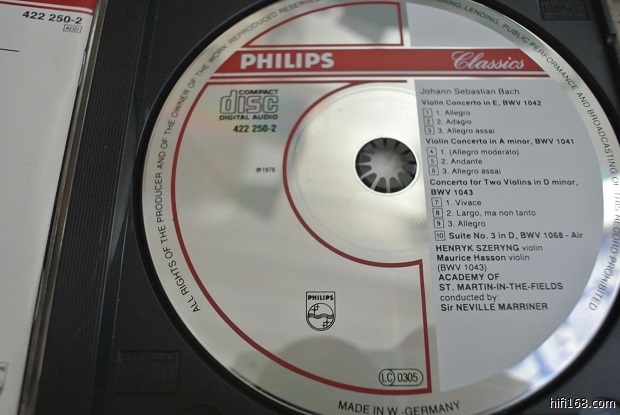 422 250-2
ADD
ALL RIGHTS OF THE PRODUCER AND OF THE OWNER OF THE WORK REPRODUCED RESERVED
LENDING, PUBLIC PERFORMANCE AND BROADCASTING OF THIS RECORD PROHIBITED
PHILIPS Classics
COMPACT
disc
DIGITAL AUDIO
422 250-2
℗1976
Johann Sebastian Bach
Violin Concerto in E, BWV 1042
1 1. Allegro
2 2. Adagio
3 3. Allegro assai
Violin Concerto in A minor, BWV 1041
4 1. (Allegro moderato)
5 2. Andante
6 3. Allegro assai
Concerto for Two Violins in D minor,
BWV 1043
7 1. Vivace
8 2. Largo, ma non tanto
9 3. Allegro
10 Suite No. 3 in D, BWV 1068 - Air
HENRYK SZERYNG violin
Maurice Hasson violin
(BWV 1043)
ACADEMY OF
ST. MARTIN-IN-THE-FIELDS
conducted by:
Sir NEVILLE MARRINER
PHILIPS
LC 0305
MADE IN W.-GERMANY
hifi168.com